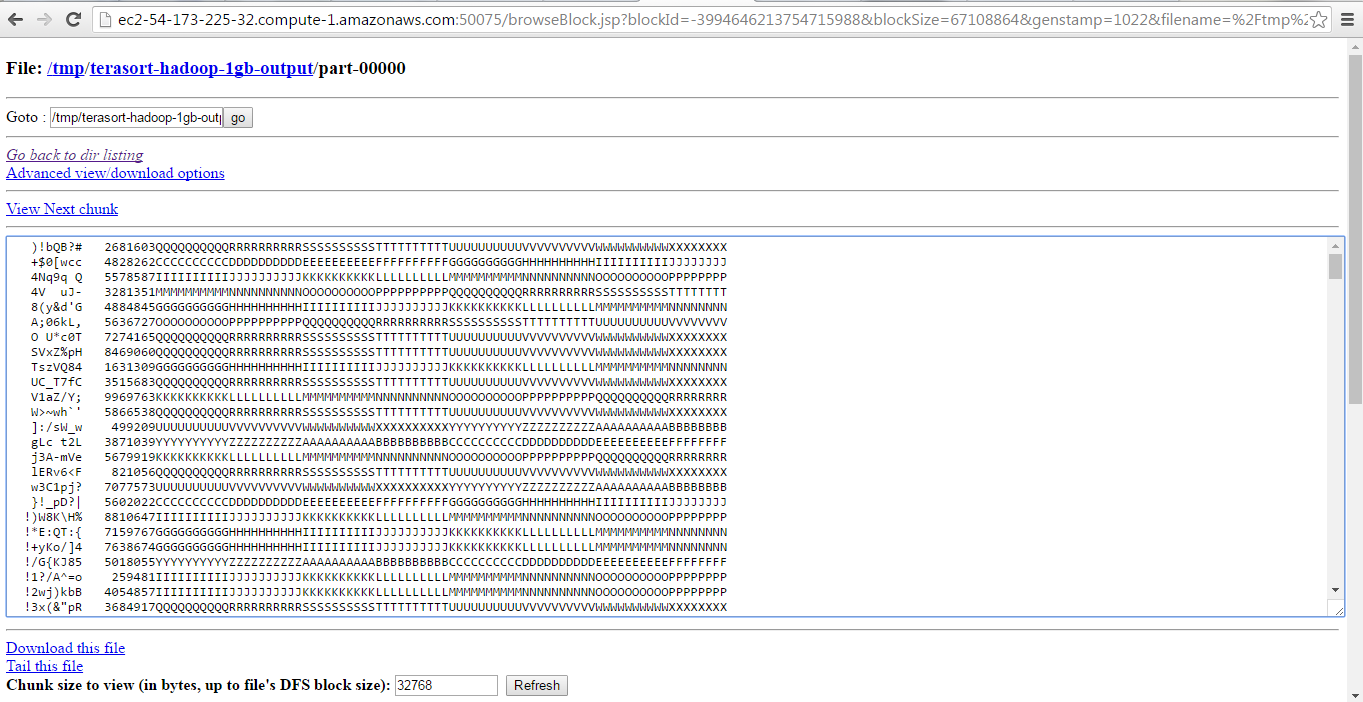 ec2-54-173-225-32.compute-1.amazonaws.com:50075/browseBlock.jsp?blockId=-3994646213754715988&blockSize=67108864&genstamp=1022&filename=%2Ftmp%2
File: /tmp/terasort-hadoop-1gb-output/part-00000
Goto : /tmp/terasort-hadoop-1gb-outp go
Go back to dir listing
Advanced view/download options
View Next chunk
)!bQB?# 2681603QQQQQQQQQQRRRRRRRRRRSSSSSSSSSSTTTTTTTTTTUUUUUUUUUUVVVVVVVVVVWWWWWWWWWWXXXXXXXX
+$0[wcc 4828262CCCCCCCCCCDDDDDDDDDDEEEEEEEEEEFFFFFFFFFFGGGGGGGGGGHHHHHHHHHHIIIIIIIIIIJJJJJJJJ
4Nq9q Q 5578587IIIIIIIIIIJJJJJJJJJJKKKKKKKKKKLLLLLLLLLLMMMMMMMMMMNNNNNNNNNNOOOOOOOOOOPPPPPPPP
4V  uJ- 3281351MMMMMMMMMMNNNNNNNNNNOOOOOOOOOOPPPPPPPPPPQQQQQQQQQQRRRRRRRRRRSSSSSSSSSSTTTTTTTT
8(y&d'G 4884845GGGGGGGGGGHHHHHHHHHHIIIIIIIIIIJJJJJJJJJJKKKKKKKKKKLLLLLLLLLLMMMMMMMMMMNNNNNNNN
A;06kL, 5636727OOOOOOOOOOPPPPPPPPPPQQQQQQQQQQRRRRRRRRRRSSSSSSSSSSTTTTTTTTTTUUUUUUUUUUVVVVVVVV
O U*c0T 7274165QQQQQQQQQQRRRRRRRRRRSSSSSSSSSSTTTTTTTTTTUUUUUUUUUUVVVVVVVVVVWWWWWWWWWWXXXXXXXX
SVxZ%pH 8469060QQQQQQQQQQRRRRRRRRRRSSSSSSSSSSTTTTTTTTTTUUUUUUUUUUVVVVVVVVVVWWWWWWWWWWXXXXXXXX
TszVQ84 1631309GGGGGGGGGGHHHHHHHHHHIIIIIIIIIIJJJJJJJJJJKKKKKKKKKKLLLLLLLLLLMMMMMMMMMMNNNNNNNN
UC_T7fC 3515683QQQQQQQQQQRRRRRRRRRRSSSSSSSSSSTTTTTTTTTTUUUUUUUUUUVVVVVVVVVVWWWWWWWWWWXXXXXXXX
V1aZ/Y; 9969763KKKKKKKKKKLLLLLLLLLLMMMMMMMMMMNNNNNNNNNNOOOOOOOOOOPPPPPPPPPPQQQQQQQQQQRRRRRRRR
W>~wh`' 5866538QQQQQQQQQQRRRRRRRRRRSSSSSSSSSSTTTTTTTTTTUUUUUUUUUUVVVVVVVVVVWWWWWWWWWWXXXXXXXX
]:/sW_w 499209UUUUUUUUUUVVVVVVVVVVWWWWWWWWWWXXXXXXXXXXYYYYYYYYYYZZZZZZZZZZAAAAAAAAAABBBBBBBB
gLc t2L 3871039YYYYYYYYYYZZZZZZZZZZAAAAAAAAAABBBBBBBBBBCCCCCCCCCCDDDDDDDDDDEEEEEEEEEEFFFFFFFF
j3A-mVe 5679919KKKKKKKKKKLLLLLLLLLLMMMMMMMMMMNNNNNNNNNNOOOOOOOOOOPPPPPPPPPPQQQQQQQQQQRRRRRRRR
lERv6<F 821056QQQQQQQQQQRRRRRRRRRRSSSSSSSSSSTTTTTTTTTTUUUUUUUUUUVVVVVVVVVVWWWWWWWWWWXXXXXXXX
w3C1pj? 7077573UUUUUUUUUUVVVVVVVVVVWWWWWWWWWWXXXXXXXXXXYYYYYYYYYYZZZZZZZZZZAAAAAAAAAABBBBBBBB
}!_pD?| 5602022CCCCCCCCCCDDDDDDDDDDEEEEEEEEEEFFFFFFFFFFGGGGGGGGGGHHHHHHHHHHIIIIIIIIIIJJJJJJJJ
!)W8K\H% 8810647IIIIIIIIIIJJJJJJJJJJKKKKKKKKKKLLLLLLLLLLMMMMMMMMMMNNNNNNNNNNOOOOOOOOOOPPPPPPPP
!*E:QT:{ 7159767GGGGGGGGGGHHHHHHHHHHIIIIIIIIIIJJJJJJJJJJKKKKKKKKKKLLLLLLLLLLMMMMMMMMMMNNNNNNNN
!+yKo/]4 7638674GGGGGGGGGGHHHHHHHHHHIIIIIIIIIIJJJJJJJJJJKKKKKKKKKKLLLLLLLLLLMMMMMMMMMMNNNNNNNN
!/G{KJ85 5018055YYYYYYYYYYZZZZZZZZZZAAAAAAAAAABBBBBBBBBBCCCCCCCCCCDDDDDDDDDDEEEEEEEEEEFFFFFFFF
!1?/A^=o 259481IIIIIIIIIIJJJJJJJJJJKKKKKKKKKKLLLLLLLLLLMMMMMMMMMMNNNNNNNNNNOOOOOOOOOOPPPPPPPP
!2wj)kbB 4054857IIIIIIIIIIJJJJJJJJJJKKKKKKKKKKLLLLLLLLLLMMMMMMMMMMNNNNNNNNNNOOOOOOOOOOPPPPPPPP
!3x(&"pR 3684917QQQQQQQQQQRRRRRRRRRRSSSSSSSSSSTTTTTTTTTTUUUUUUUUUUVVVVVVVVVVWWWWWWWWWWXXXXXXXX
Download this file
Tail this file
Chunk size to view (in bytes, up to file's DFS block size): 32768 Refresh